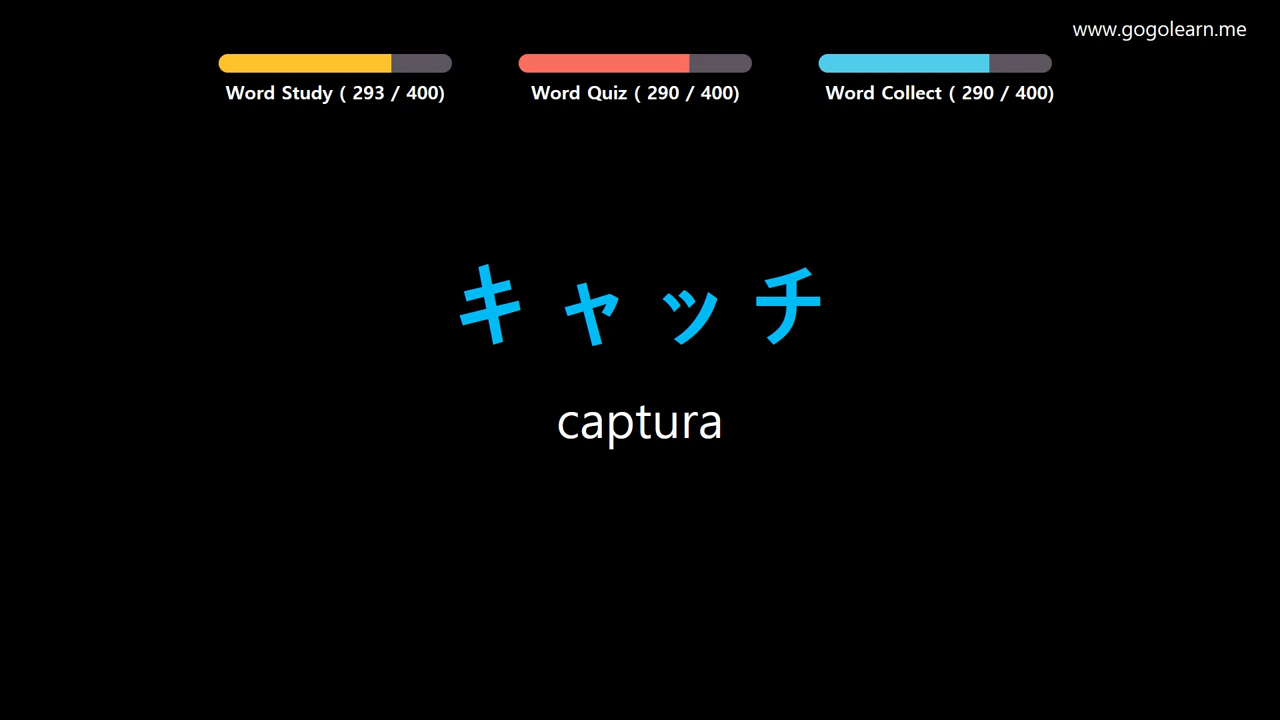 www.gogolearn.me
Word Study ( 293 / 400)
Word Quiz ( 290 / 400)
Word Collect ( 290 / 400)
キャッチ
captura